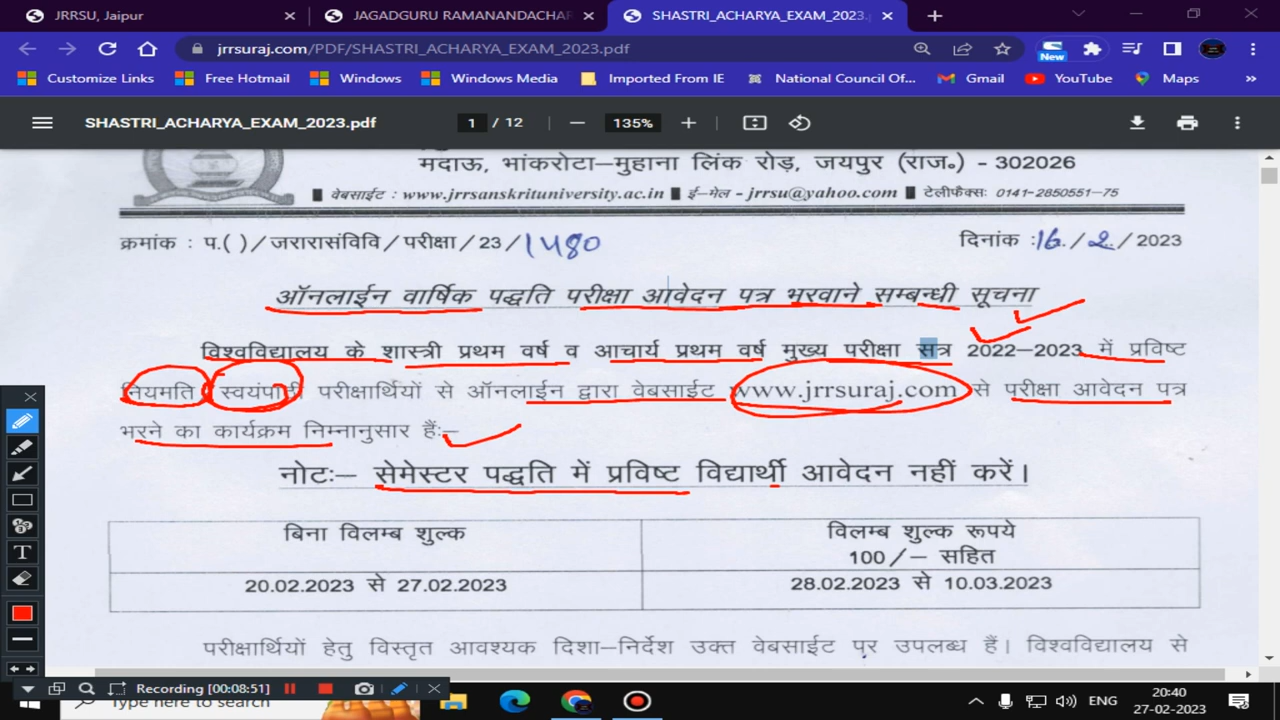 JRRSU, Jaipur
JAGADGURU RAMANANDACHAR
SHASTRI_ACHARYA_EXAM_2023.p
jrrsuraj.com/PDF/SHASTRI_ACHARYA_EXAM_2023.pdf
New
Customize Links Free Hotmail Windows Windows Media Imported From IE National Council Of... Gmail YouTube Maps »
SHASTRI_ACHARYA_EXAM_2023.pdf 1 / 12 — 135% +
मदाऊ, भांकरोटा–मुहाना लिंक रोड़, जयपुर (राज॰) - 302026
वेबसाईट : www.jrrsanskrituniversity.ac.in ई–मेल - jrrsu@yahoo.com टेलीफैक्सः 0141-2850551-75
क्रमांक : प.( )/जरारासंविवि/परीक्षा/23/1480 दिनांक :16./2./2023
ऑनलाईन वार्षिक पद्धति परीक्षा आवेदन पत्र भरवाने सम्बन्धी सूचना
विश्वविद्यालय के शास्त्री प्रथम वर्ष व आचार्य प्रथम वर्ष मुख्य परीक्षा सत्र 2022–2023 में प्रविष्ट
नियमति स्वयंपाठी परीक्षार्थियों से ऑनलाईन द्वारा वेबसाईट www.jrrsuraj.com से परीक्षा आवेदन पत्र
भरने का कार्यक्रम निम्नानुसार हैंः–
नोटः– सेमेस्टर पद्धति में प्रविष्ट विद्यार्थी आवेदन नहीं करें।
बिना विलम्ब शुल्क विलम्ब शुल्क रूपये
100/– सहित
20.02.2023 से 27.02.2023 28.02.2023 से 10.03.2023
परीक्षार्थियों हेतु विस्तृत आवश्यक दिशा–निर्देश उक्त वेबसाईट पर उपलब्ध हैं। विश्वविद्यालय से
T
Recording [00:08:51]
Type here to search
ENG
20:40
27-02-2023